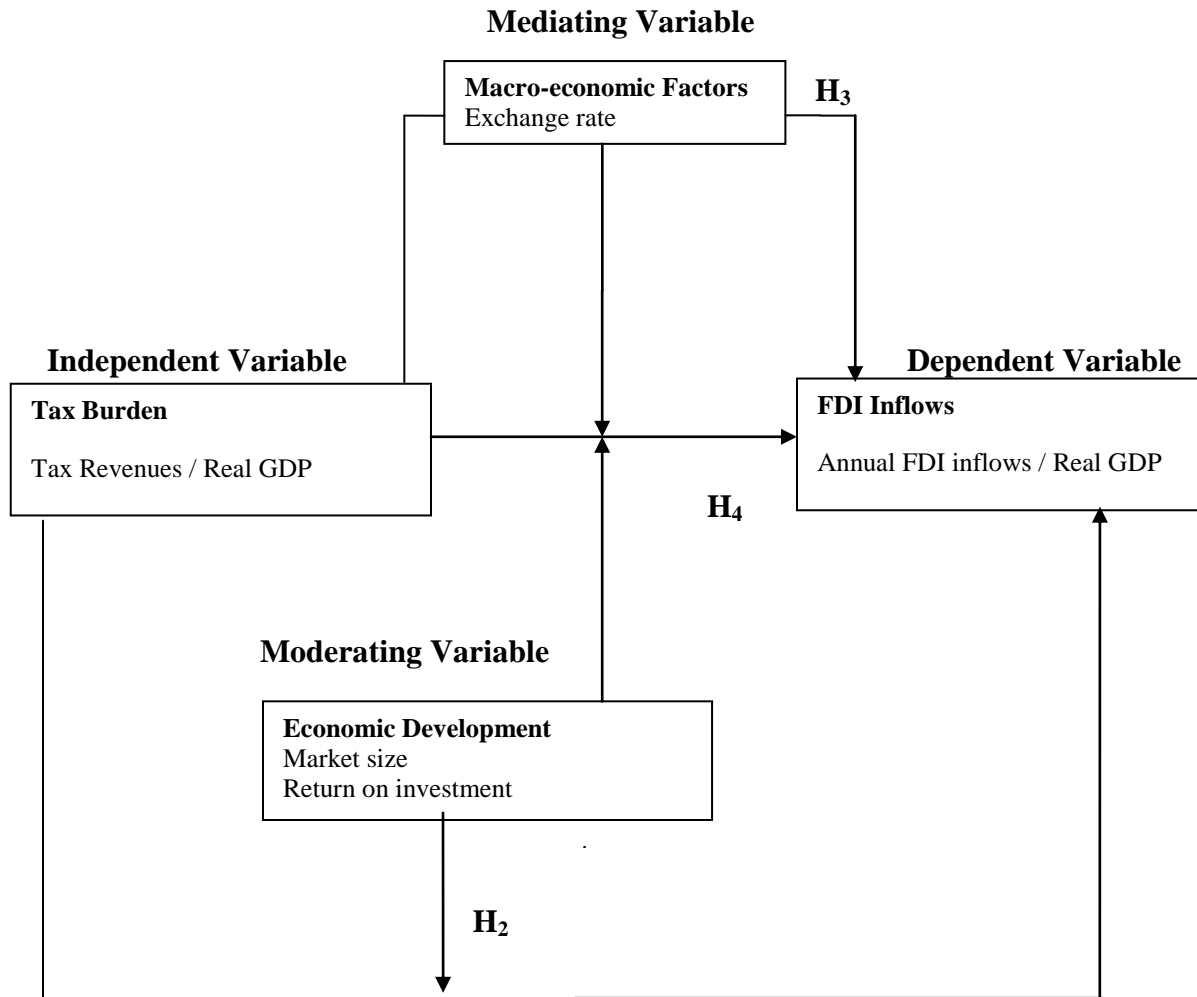 Mediating Variable
Macro-economic Factors
Exchange rate
H₃
Independent Variable
Dependent Variable
Tax Burden
Tax Revenues / Real GDP
FDI Inflows
Annual FDI inflows / Real GDP
H₄
Moderating Variable
Economic Development
Market size
Return on investment
.
H₂